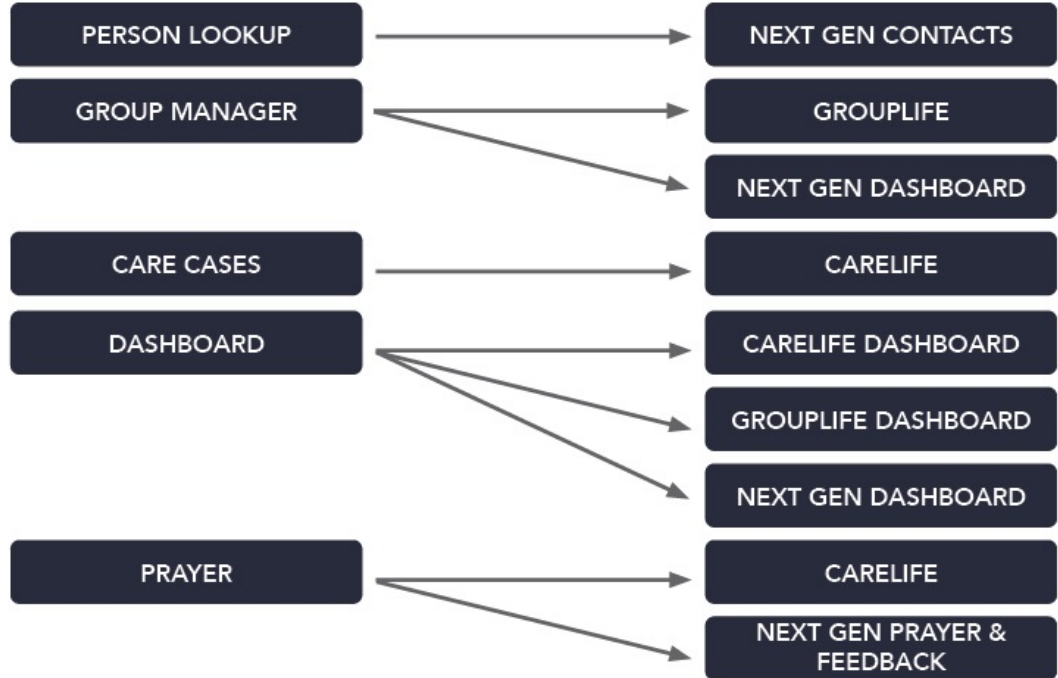 PERSON LOOKUP
NEXT GEN CONTACTS
GROUP MANAGER
GROUPLIFE
NEXT GEN DASHBOARD
CARE CASES
CARELIFE
DASHBOARD
CARELIFE DASHBOARD
GROUPLIFE DASHBOARD
NEXT GEN DASHBOARD
PRAYER
CARELIFE
NEXT GEN PRAYER &
FEEDBACK